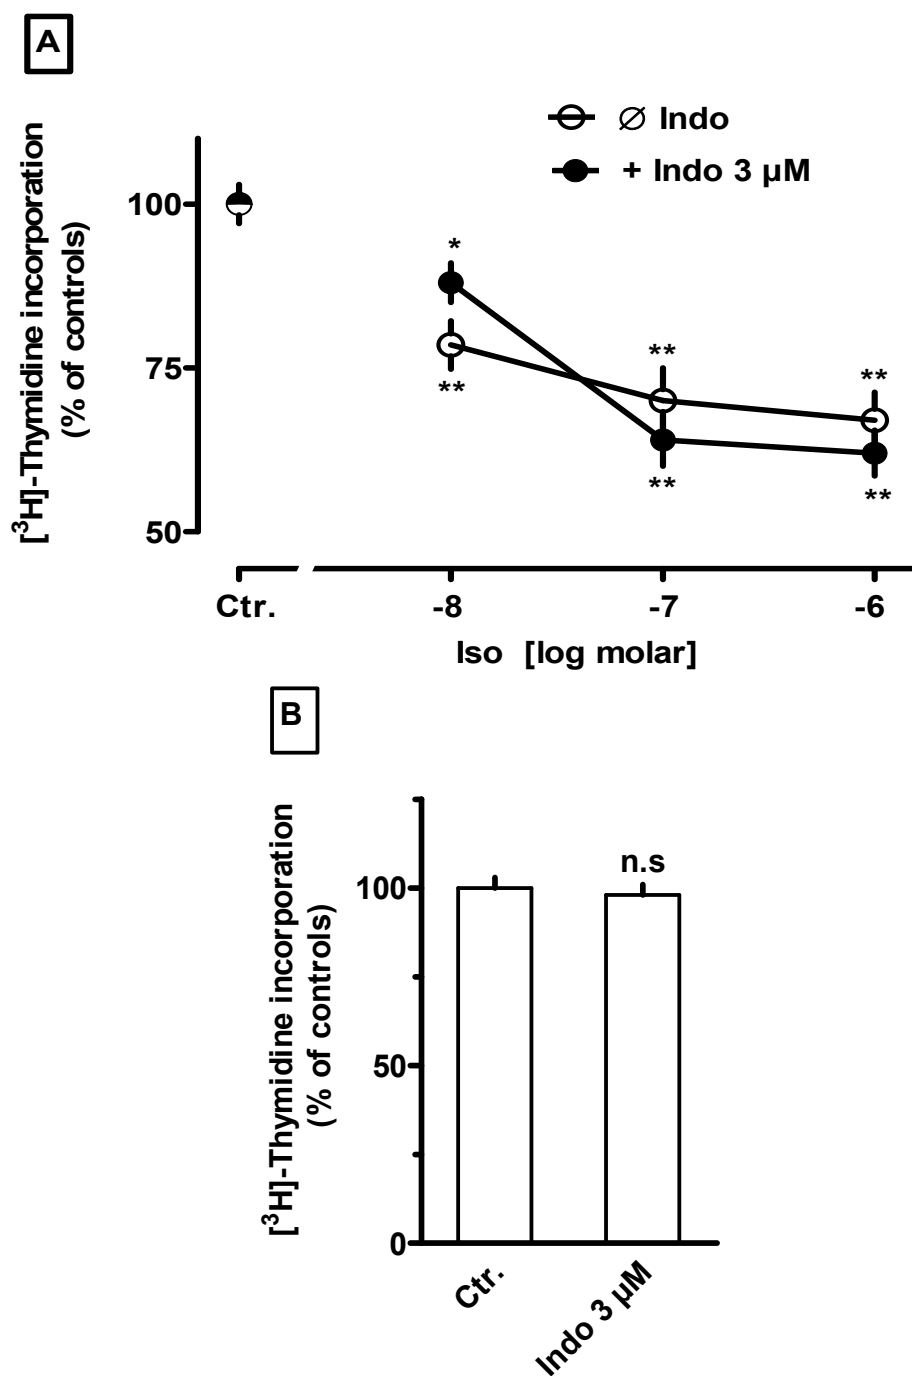 A
∅ Indo
+ Indo 3 µM
[³H]-Thymidine incorporation
(% of controls)
100
75
50
*
**
**
**
**
**
Ctr.
-8
-7
-6
Iso [log molar]
B
[³H]-Thymidine incorporation
(% of controls)
n.s
100
50
0
Ctr.
Indo 3 µM